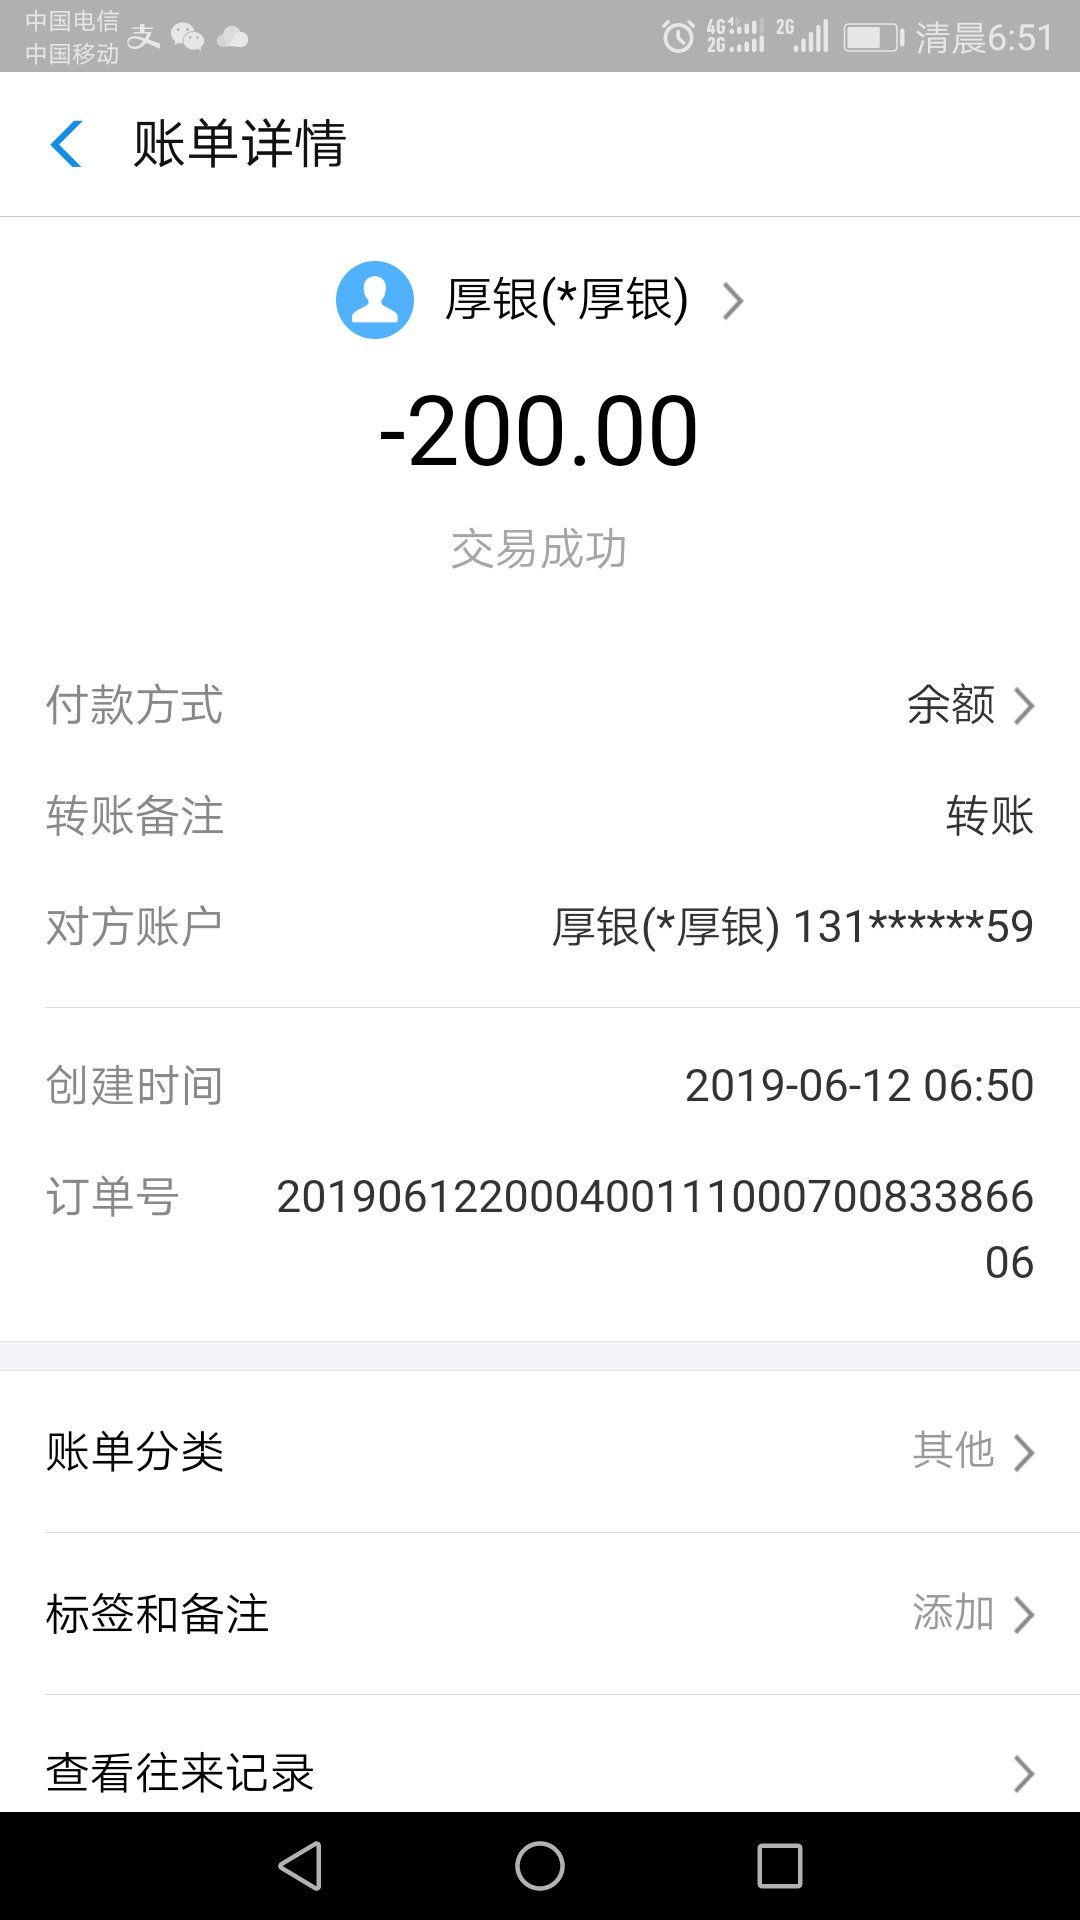 中国电信
中国移动
4G 2G 2G 清晨6:51
账单详情
厚银(*厚银)
-200.00
交易成功
付款方式 余额
转账备注 转账
对方账户 厚银(*厚银) 131******59
创建时间 2019-06-12 06:50
订单号 201906122000400111000700833866
06
账单分类 其他
标签和备注 添加
查看往来记录